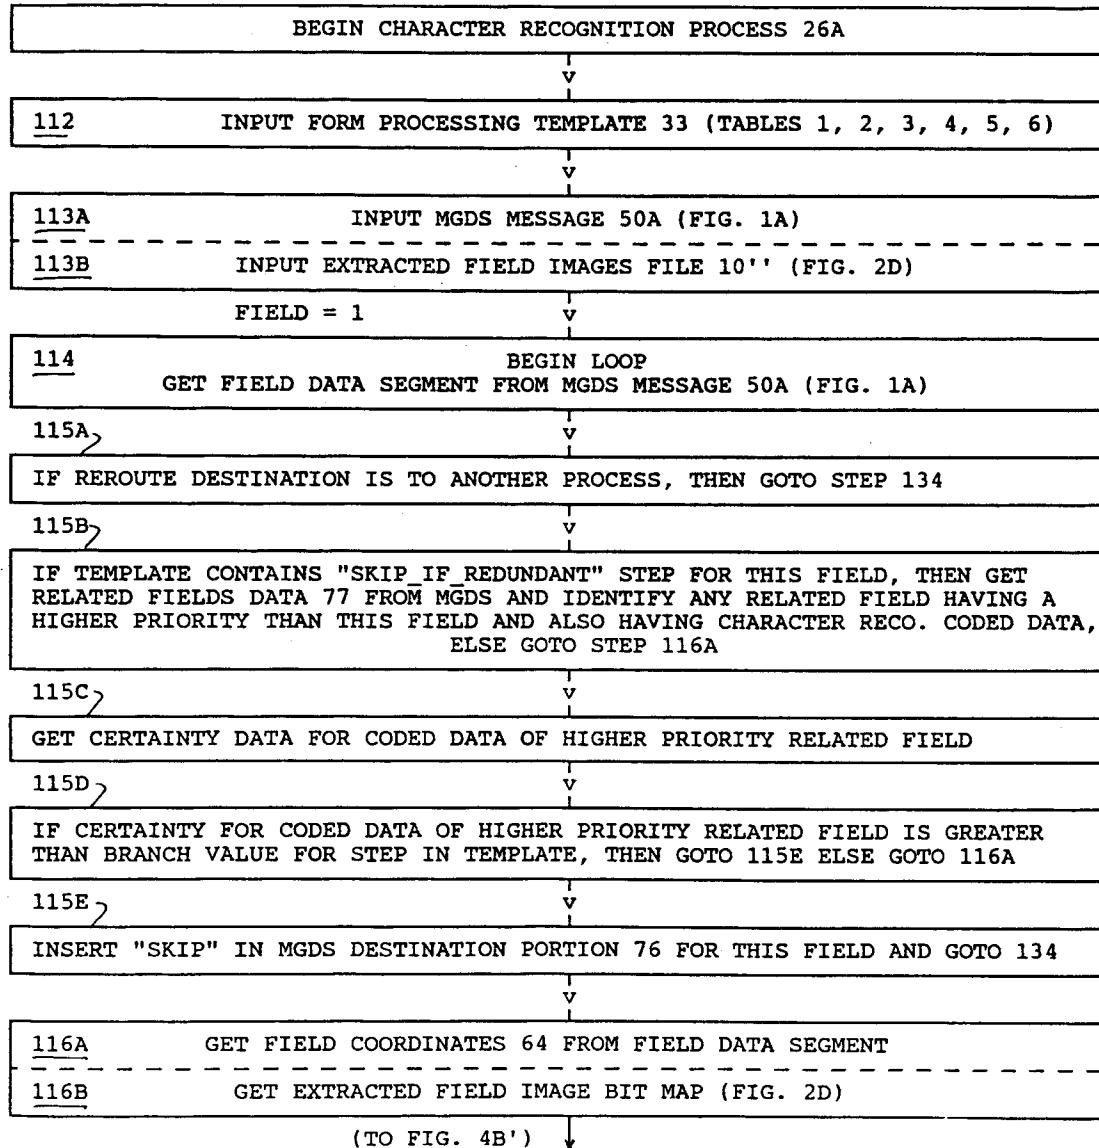 BEGIN CHARACTER RECOGNITION PROCESS 26A
112 INPUT FORM PROCESSING TEMPLATE 33 (TABLES 1, 2, 3, 4, 5, 6)
113A INPUT MGDS MESSAGE 50A (FIG. 1A)
113B INPUT EXTRACTED FIELD IMAGES FILE 10'' (FIG. 2D)
FIELD = 1
114 BEGIN LOOP
GET FIELD DATA SEGMENT FROM MGDS MESSAGE 50A (FIG. 1A)
115A
IF REROUTE DESTINATION IS TO ANOTHER PROCESS, THEN GOTO STEP 134
115B
IF TEMPLATE CONTAINS "SKIP_IF_REDUNDANT" STEP FOR THIS FIELD, THEN GET
RELATED FIELDS DATA 77 FROM MGDS AND IDENTIFY ANY RELATED FIELD HAVING A
HIGHER PRIORITY THAN THIS FIELD AND ALSO HAVING CHARACTER RECO. CODED DATA,
ELSE GOTO STEP 116A
115C
GET CERTAINTY DATA FOR CODED DATA OF HIGHER PRIORITY RELATED FIELD
115D
IF CERTAINTY FOR CODED DATA OF HIGHER PRIORITY RELATED FIELD IS GREATER
THAN BRANCH VALUE FOR STEP IN TEMPLATE, THEN GOTO 115E ELSE GOTO 116A
115E
INSERT "SKIP" IN MGDS DESTINATION PORTION 76 FOR THIS FIELD AND GOTO 134
116A GET FIELD COORDINATES 64 FROM FIELD DATA SEGMENT
116B GET EXTRACTED FIELD IMAGE BIT MAP (FIG. 2D)
(TO FIG. 4B')